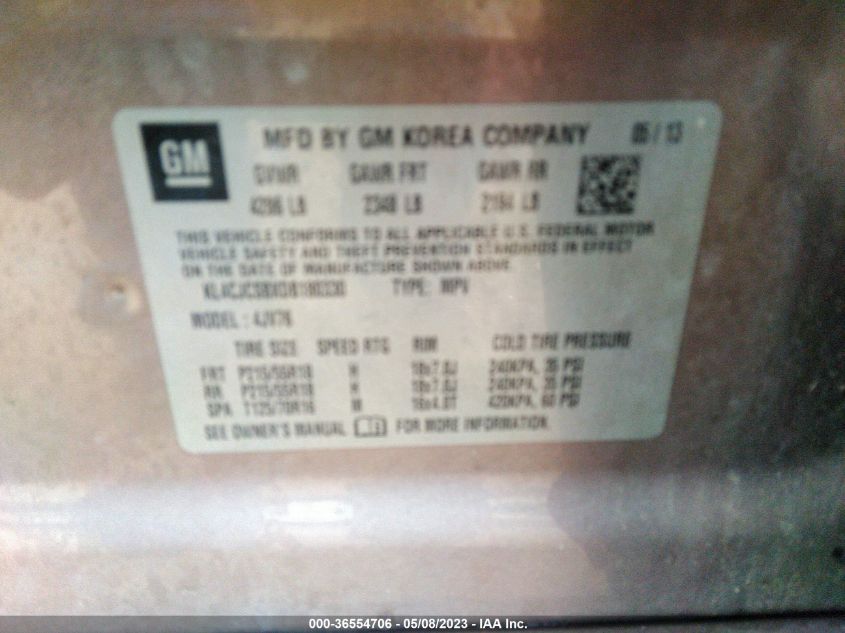 GM
MFD BY GM KOREA COMPANY 05 / 13
GVWR GAWR FRT GAWR RR
4296 LB 2348 LB 2184 LB
THIS VEHICLE CONFORMS TO ALL APPLICABLE U.S. FEDERAL MOTOR
VEHICLE SAFETY AND THEFT PREVENTION STANDARDS IN EFFECT
ON THE DATE OF MANUFACTURE SHOWN ABOVE.
TYPE: MPV
MODEL: 4JV76
TIRE SIZE SPEED RTG RIM COLD TIRE PRESSURE
FRT P215/55R18 H 18x7.0J 240KPA, 35 PSI
RR P215/55R18 H 18x7.0J 240KPA, 35 PSI
SPA T125/70R16 M 16x4.0T 420KPA, 60 PSI
SEE OWNER'S MANUAL FOR MORE INFORMATION.
000-36554706 - 05/08/2023 - IAA Inc.